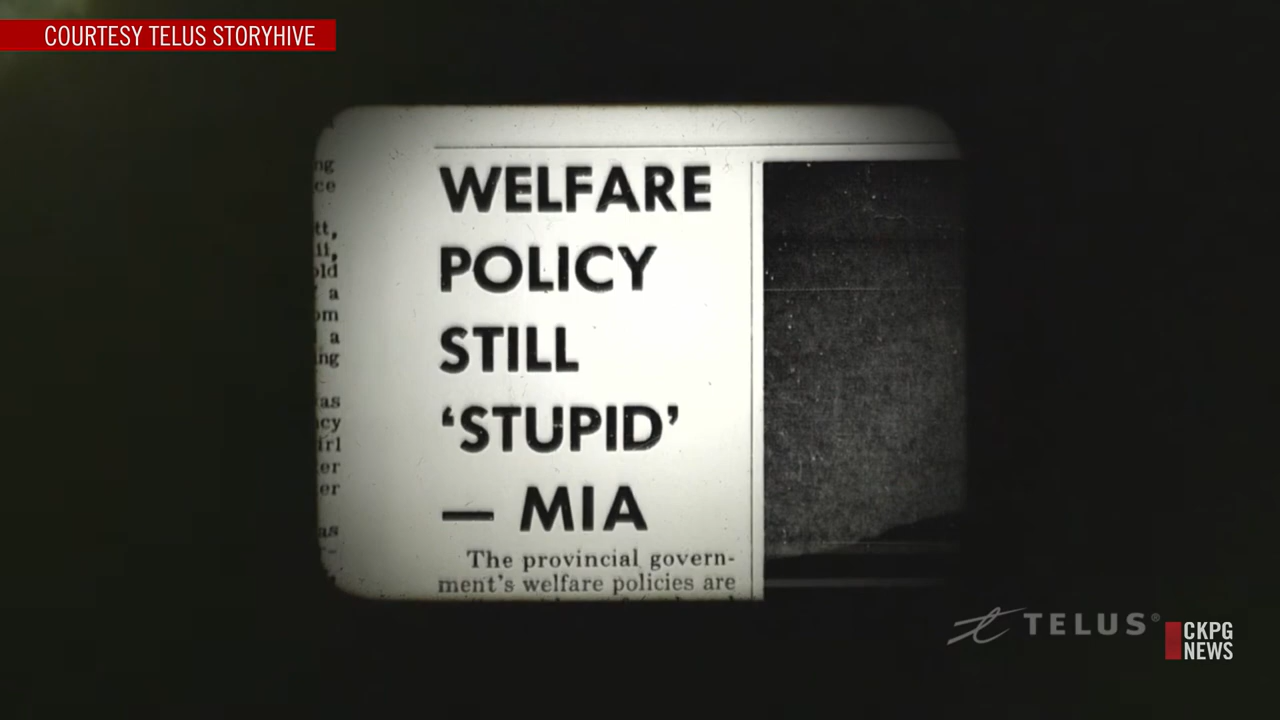 COURTESY TELUS STORYHIVE
WELFARE
POLICY
STILL
‘STUPID’
— MIA
The provincial govern-
ment's welfare policies are
TELUS®
CKPG
NEWS